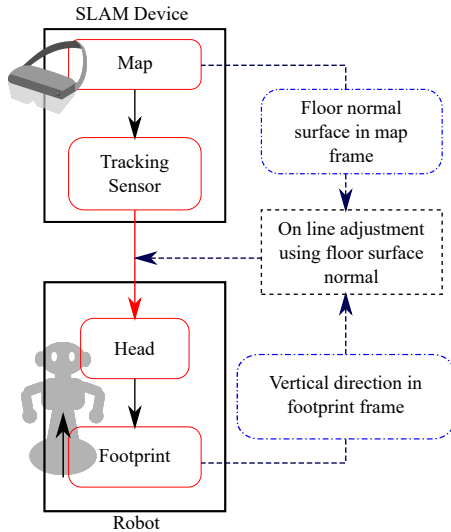 SLAM Device
Map
Tracking
Sensor
Floor normal
surface in map
frame
On line adjustment
using floor surface
normal
Head
Footprint
Vertical direction in
footprint frame
Robot